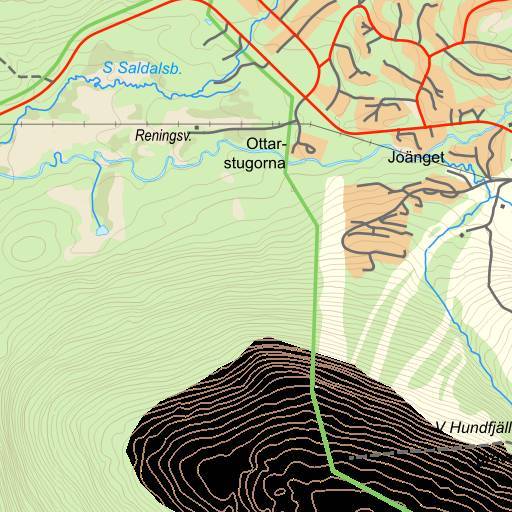 S Saldalsb.
Reningsv.
Ottar-
stugorna
Joänget
V Hundfjäll